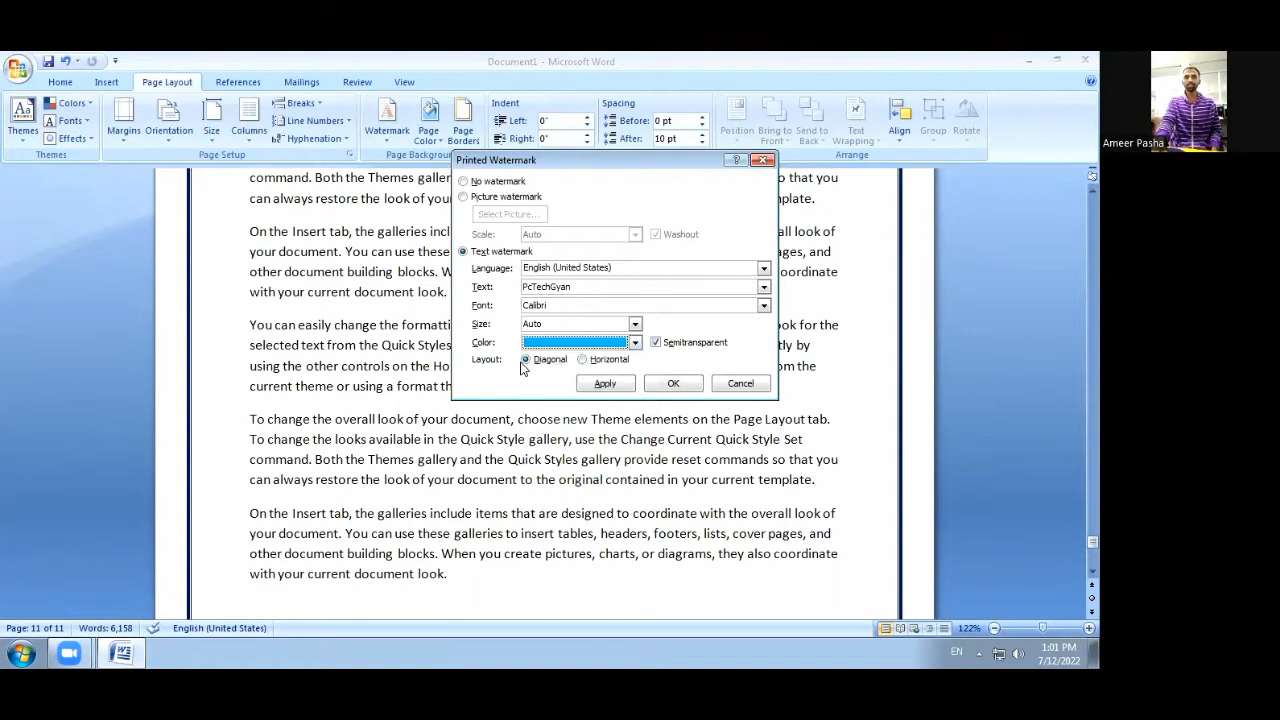 Document1 - Microsoft Word
Home Insert Page Layout References Mailings Review View
Themes
Colors
Fonts
Effects
Themes
Margins
Orientation
Size
Columns
Breaks
Line Numbers
Hyphenation
Page Setup
Watermark
Page Color
Page Borders
Page Backgro
Indent
Left: 0"
Right: 0"
Spacing
Before: 0 pt
After: 10 pt
Position
Bring to Front
Send to Back
Text Wrapping
Align
Group
Rotate
Arrange
Ameer Pasha
Printed Watermark
No watermark
Picture watermark
Select Picture...
Scale: Auto Washout
Text watermark
Language: English (United States)
Text: PcTechGyan
Font: Calibri
Size: Auto
Color: Semitransparent
Layout: Diagonal Horizontal
Apply OK Cancel
command. Both the Themes galler so that you
can always restore the look of your mplate.
On the Insert tab, the galleries incl all look of
your document. You can use these ges, and
other document building blocks. W oordinate
with your current document look.
You can easily change the formatti ook for the
selected text from the Quick Styles tly by
using the other controls on the Ho om the
current theme or using a format th
To change the overall look of your document, choose new Theme elements on the Page Layout tab.
To change the looks available in the Quick Style gallery, use the Change Current Quick Style Set
command. Both the Themes gallery and the Quick Styles gallery provide reset commands so that you
can always restore the look of your document to the original contained in your current template.
On the Insert tab, the galleries include items that are designed to coordinate with the overall look of
your document. You can use these galleries to insert tables, headers, footers, lists, cover pages, and
other document building blocks. When you create pictures, charts, or diagrams, they also coordinate
with your current document look.
Page: 11 of 11 Words: 6,158 English (United States) 122%
EN 1:01 PM
7/12/2022